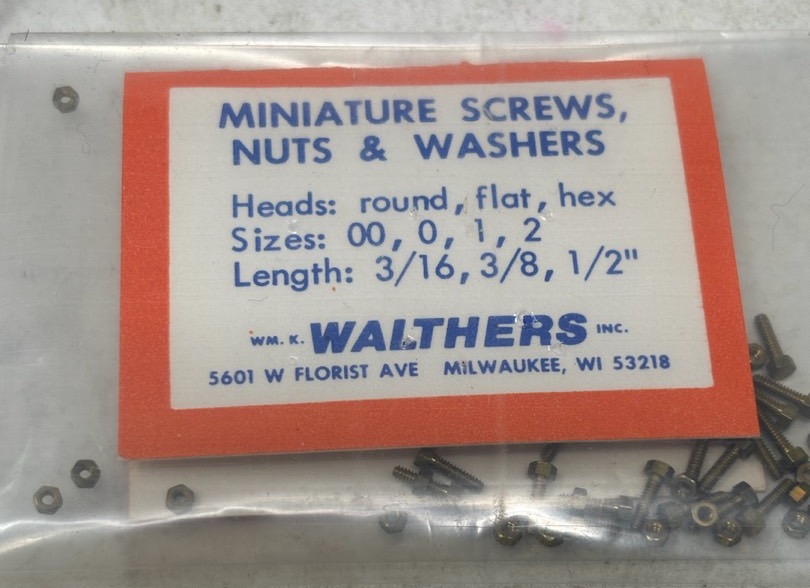 MINIATURE SCREWS,
NUTS & WASHERS
Heads: round, flat, hex
Sizes: 00, 0, 1, 2
Length: 3/16, 3/8, 1/2"
WM. K. WALTHERS INC.
5601 W FLORIST AVE MILWAUKEE, WI 53218